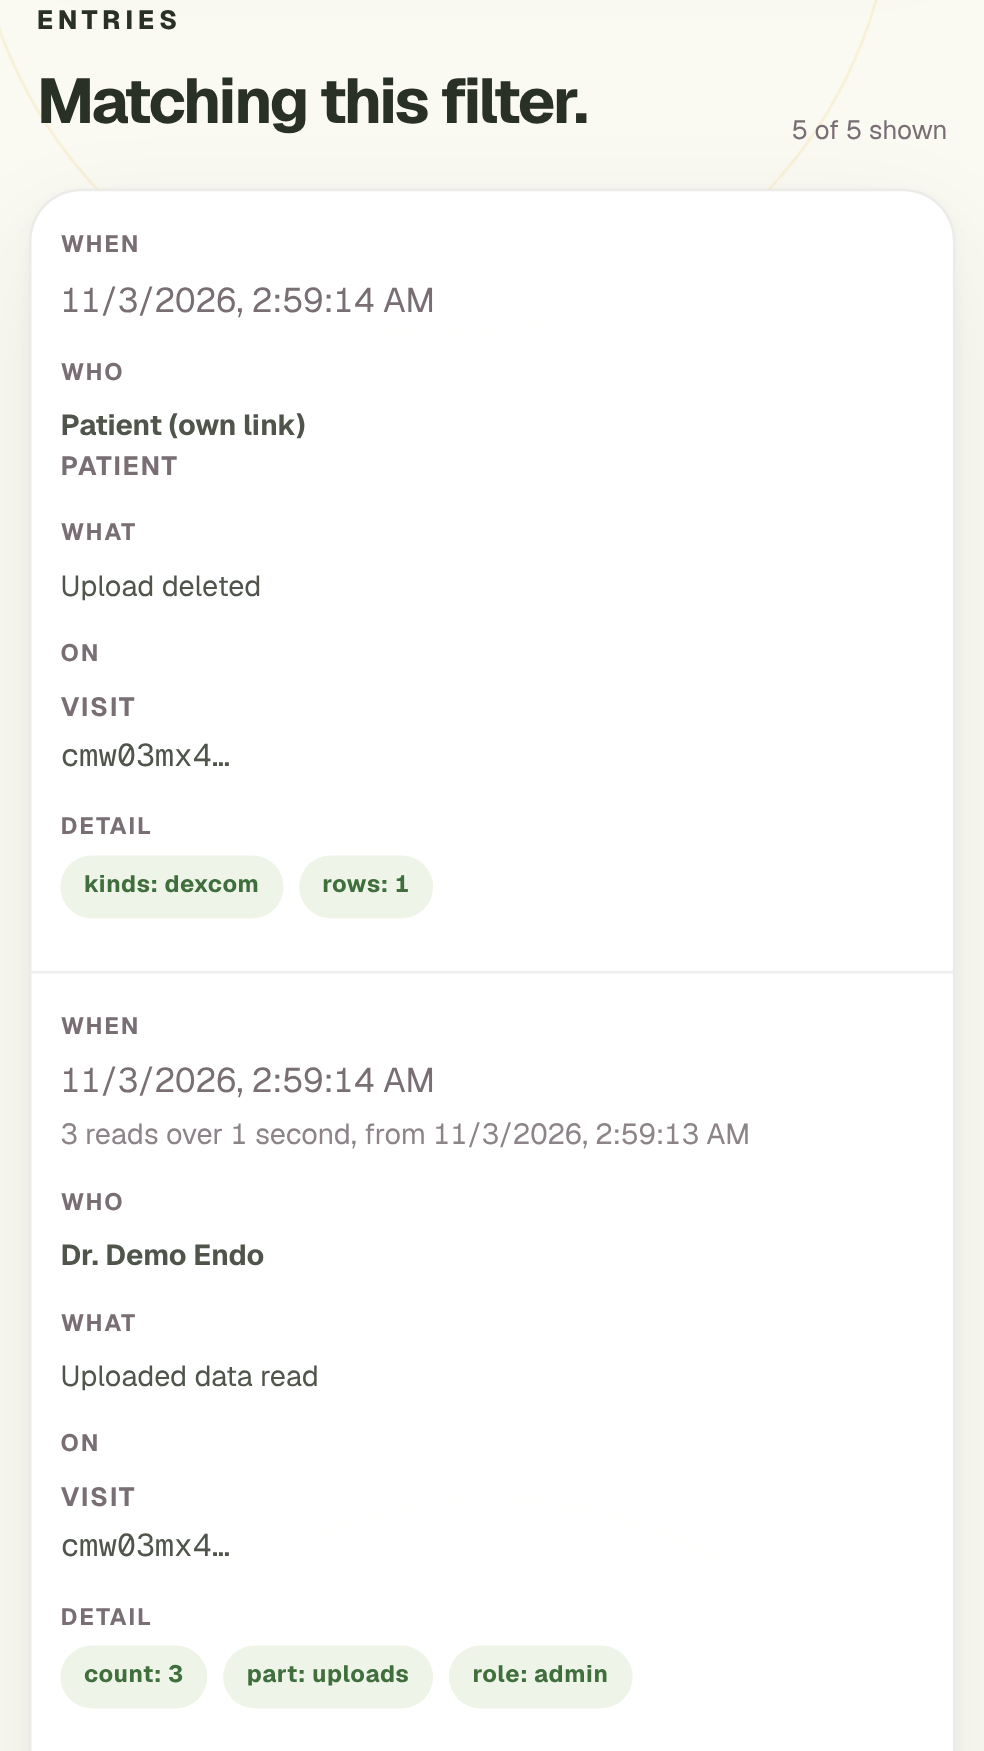 ENTRIES
Matching this filter.
5 of 5 shown
WHEN
11/3/2026, 2:59:14 AM
WHO
Patient (own link)
PATIENT
WHAT
Upload deleted
ON
VISIT
cmw03mx4…
DETAIL
kinds: dexcom
rows: 1
WHEN
11/3/2026, 2:59:14 AM
3 reads over 1 second, from 11/3/2026, 2:59:13 AM
WHO
Dr. Demo Endo
WHAT
Uploaded data read
ON
VISIT
cmw03mx4…
DETAIL
count: 3
part: uploads
role: admin